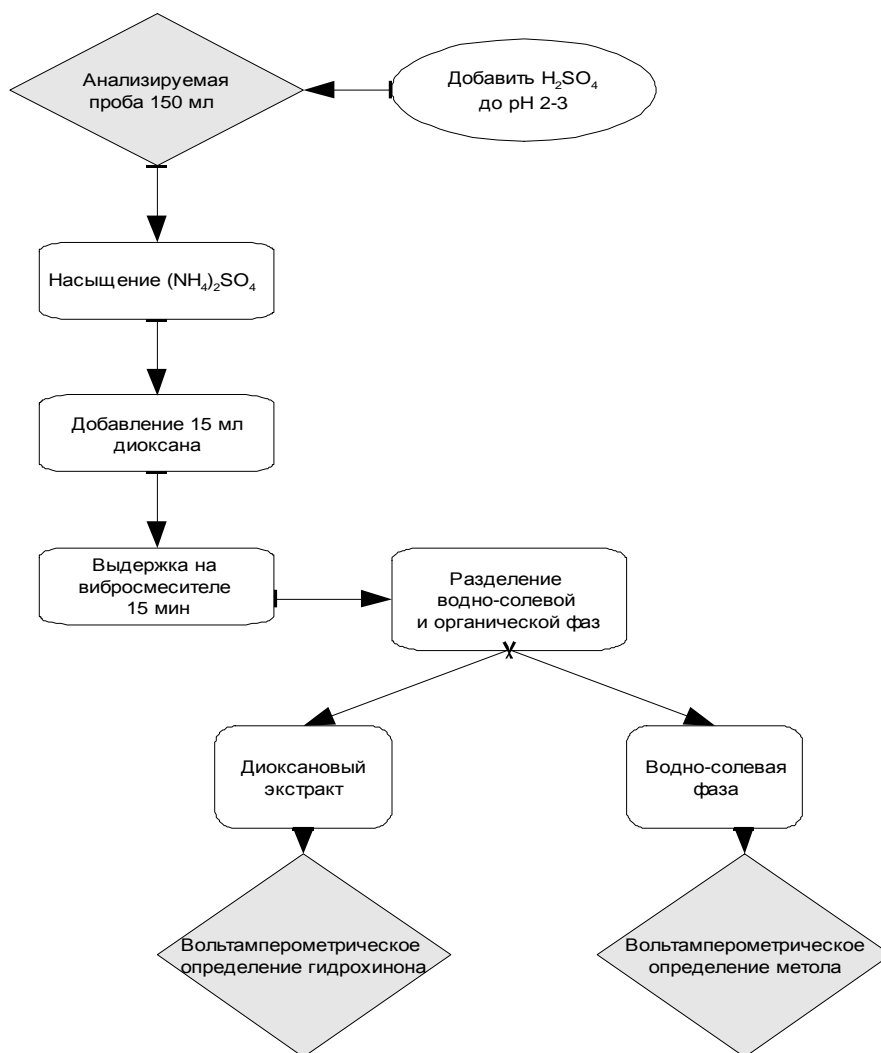 Анализируемая
проба 150 мл
Добавить H₂SO₄
до pH 2-3
Насыщение (NH₄)₂SO₄
Добавление 15 мл
диоксана
Выдержка на
вибросмесителе
15 мин
Разделение
водно-солевой
и органической фаз
Диоксановый
экстракт
Водно-солевая
фаза
Вольтамперометрическое
определение гидрохинона
Вольтамперометрическое
определение метола